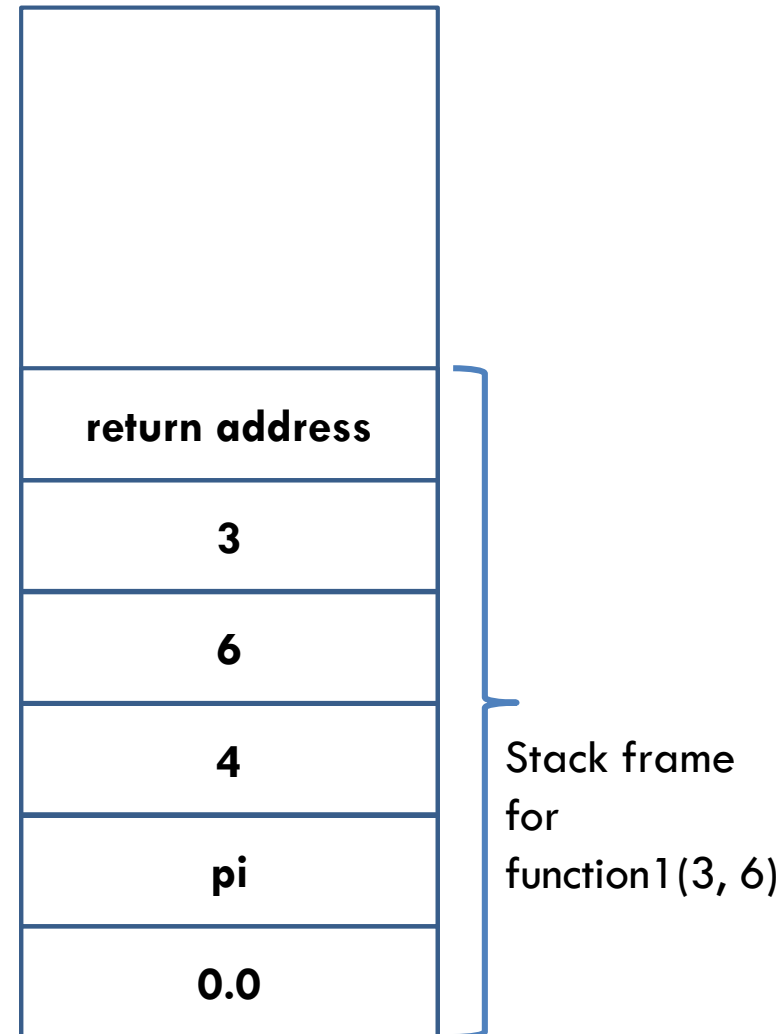 return address
3
6
4
pi
0.0
Stack frame
for
function1(3, 6)